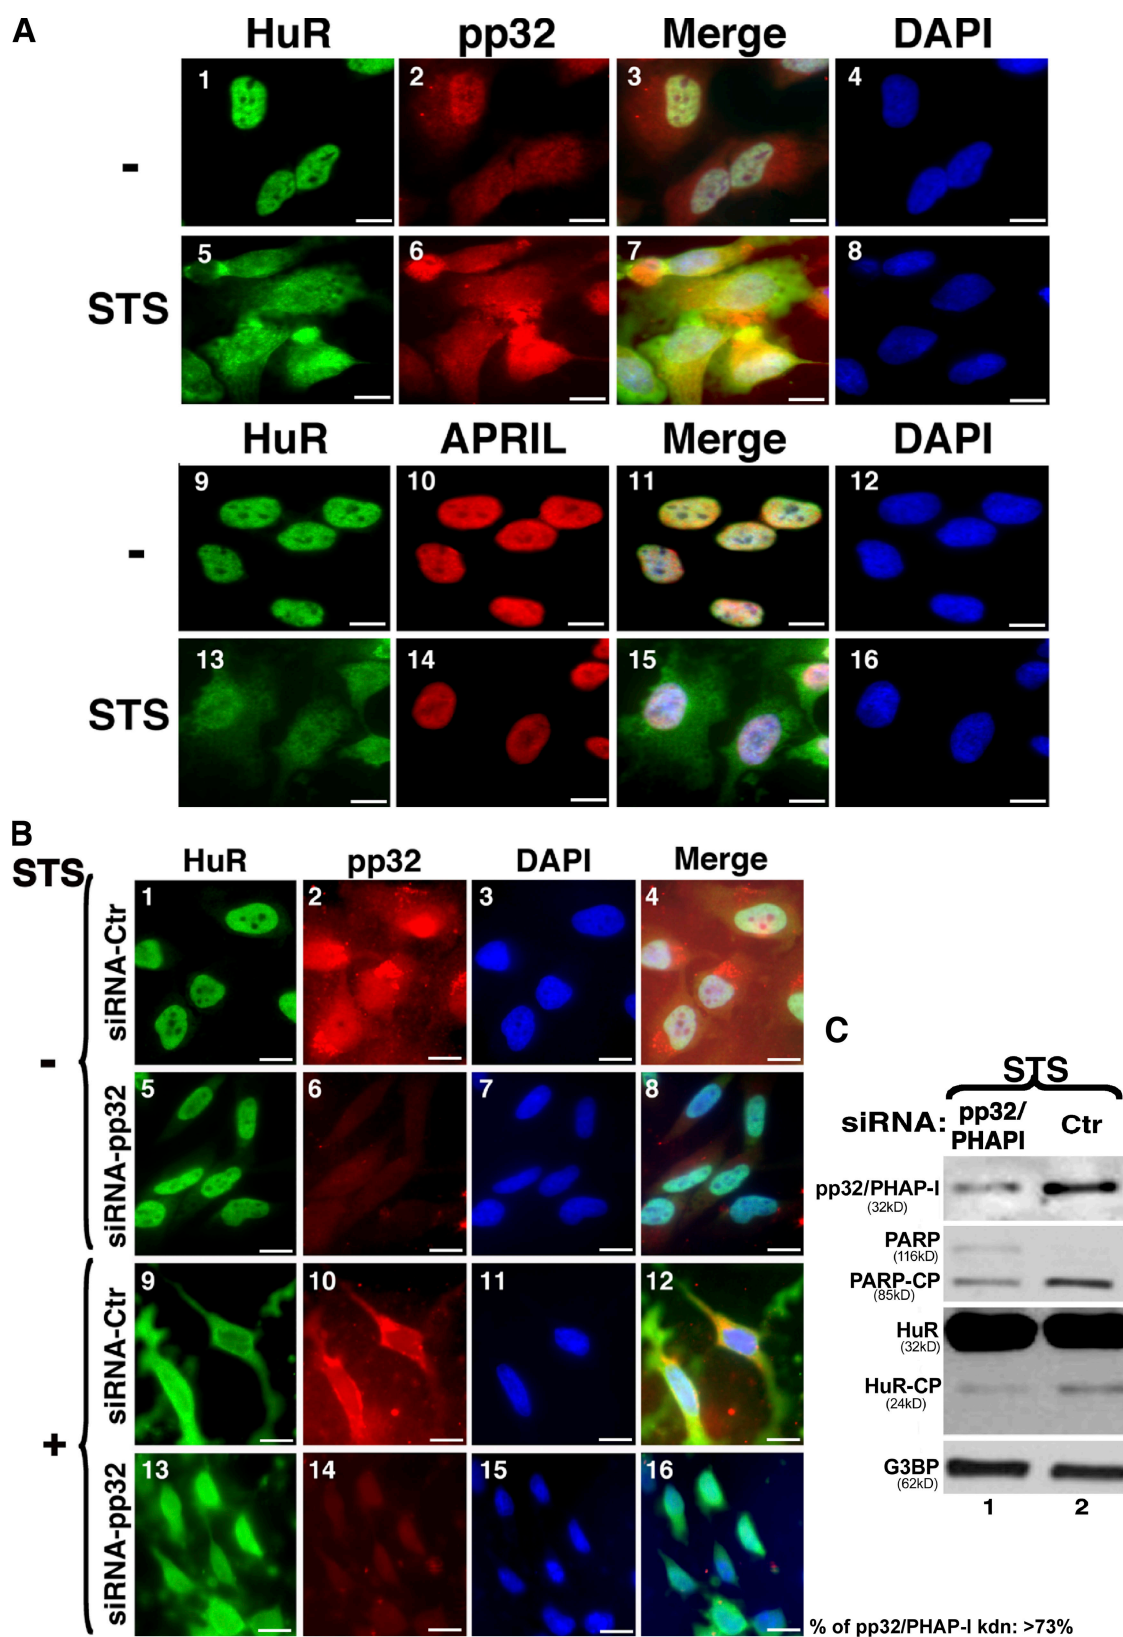 A
HuR pp32 Merge DAPI
- 1 2 3 4
STS 5 6 7 8
HuR APRIL Merge DAPI
- 9 10 11 12
STS 13 14 15 16
B
STS HuR pp32 DAPI Merge
- siRNA-Ctr 1 2 3 4
siRNA-pp32 5 6 7 8
+ siRNA-Ctr 9 10 11 12
siRNA-pp32 13 14 15 16
C
STS
siRNA: pp32/PHAPI Ctr
pp32/PHAP-I
(32kD)
PARP
(116kD)
PARP-CP
(85kD)
HuR
(32kD)
HuR-CP
(24kD)
G3BP
(62kD)
1 2
% of pp32/PHAP-I kdn: >73%